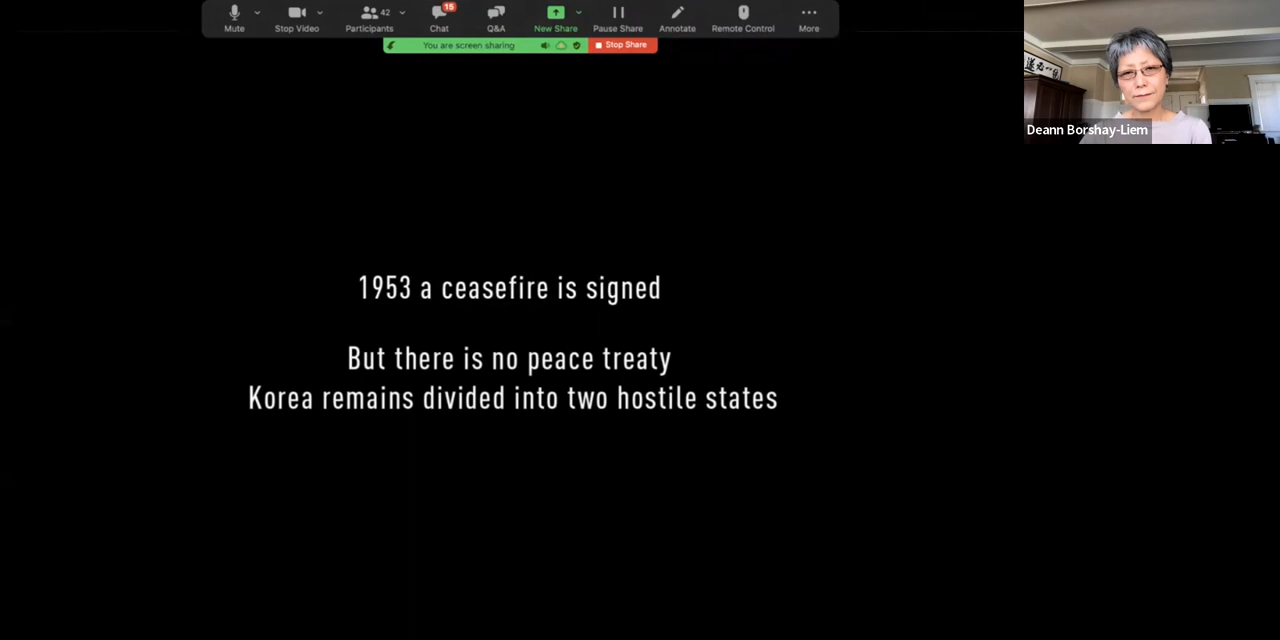 42
15
Mute
Stop Video
Participants
Chat
Q&A
New Share
Pause Share
Annotate
Remote Control
More
You are screen sharing
Stop Share
Deann Borshay-Liem
1953 a ceasefire is signed
But there is no peace treaty
Korea remains divided into two hostile states